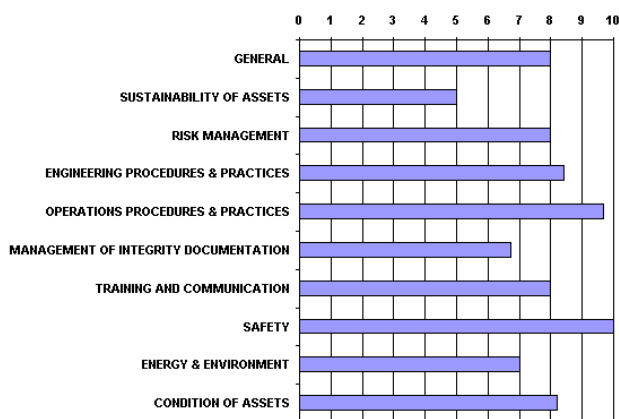 0 1 2 3 4 5 6 7 8 9 10
GENERAL
SUSTAINABILITY OF ASSETS
RISK MANAGEMENT
ENGINEERING PROCEDURES & PRACTICES
OPERATIONS PROCEDURES & PRACTICES
MANAGEMENT OF INTEGRITY DOCUMENTATION
TRAINING AND COMMUNICATION
SAFETY
ENERGY & ENVIRONMENT
CONDITION OF ASSETS